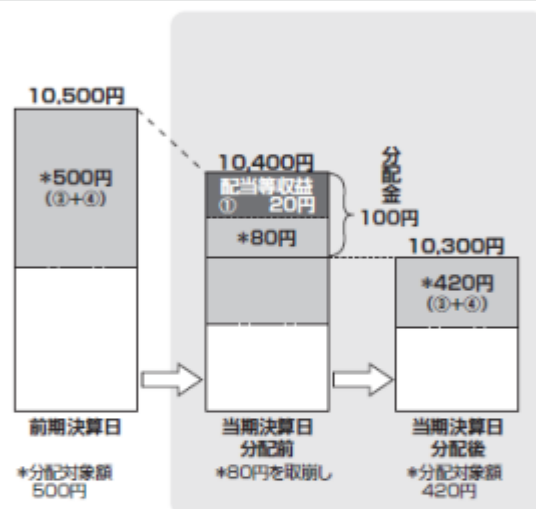 10,500円
*500円
(③+④)
前期決算日
*分配対象額
500円
10,400円
配当等収益
① 20円
*80円
分配金
100円
当期決算日
分配前
*80円を取崩し
10,300円
*420円
(③+④)
当期決算日
分配後
*分配対象額
420円